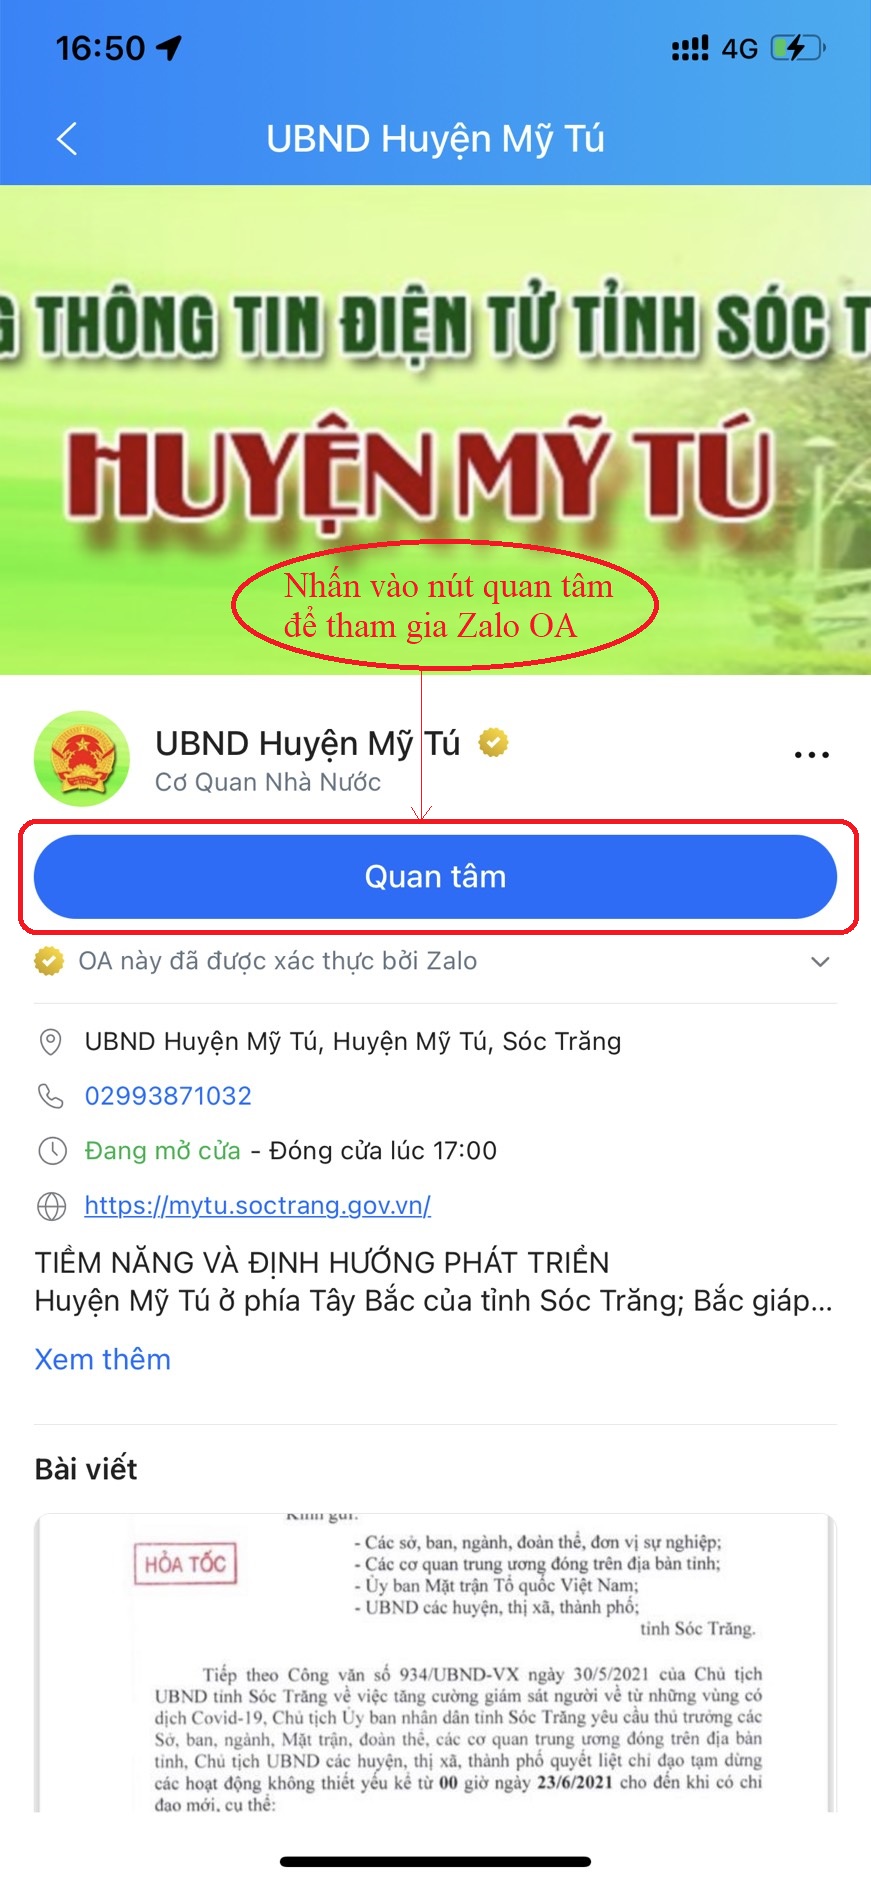 16:50
4G
UBND Huyện Mỹ Tú
G THÔNG TIN ĐIỆN TỬ TỈNH SÓC T
HUYỆN MỸ TÚ
Nhấn vào nút quan tâm
để tham gia Zalo OA
UBND Huyện Mỹ Tú
Cơ Quan Nhà Nước
Quan tâm
OA này đã được xác thực bởi Zalo
UBND Huyện Mỹ Tú, Huyện Mỹ Tú, Sóc Trăng
02993871032
Đang mở cửa - Đóng cửa lúc 17:00
https://mytu.soctrang.gov.vn/
TIỀM NĂNG VÀ ĐỊNH HƯỚNG PHÁT TRIỂN
Huyện Mỹ Tú ở phía Tây Bắc của tỉnh Sóc Trăng; Bắc giáp...
Xem thêm
Bài viết
Kính gửi:
HỎA TỐC
- Các sở, ban, ngành, đoàn thể, đơn vị sự nghiệp;
- Các cơ quan trung ương đóng trên địa bàn tỉnh;
- Ủy ban Mặt trận Tổ quốc Việt Nam;
- UBND các huyện, thị xã, thành phố;
tỉnh Sóc Trăng.
Tiếp theo Công văn số 934/UBND-VX ngày 30/5/2021 của Chủ tịch
UBND tỉnh Sóc Trăng về việc tăng cường giám sát người về từ những vùng có
dịch Covid-19, Chủ tịch Ủy ban nhân dân tỉnh Sóc Trăng yêu cầu thủ trưởng các
Sở, ban, ngành, Mặt trận, đoàn thể, các cơ quan trung ương đóng trên địa bàn
tỉnh, Chủ tịch UBND các huyện, thị xã, thành phố quyết liệt chỉ đạo tạm dừng
các hoạt động không thiết yếu kể từ 00 giờ ngày 23/6/2021 cho đến khi có chỉ
đạo mới, cụ thể: